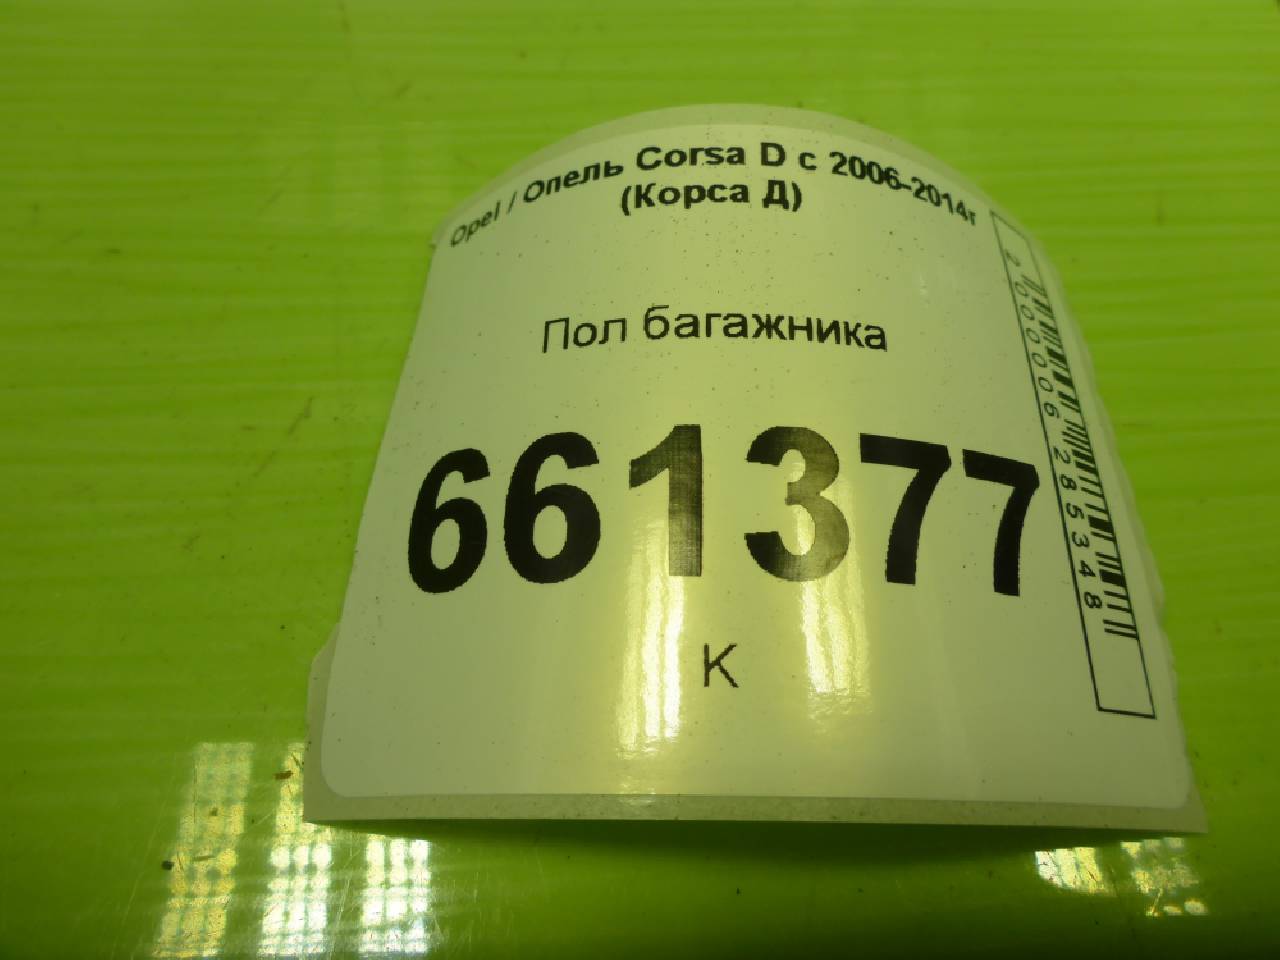 Opel / Опель Corsa D с 2006-2014г
(Корса Д)
Пол багажника
661377
К
2000006285348